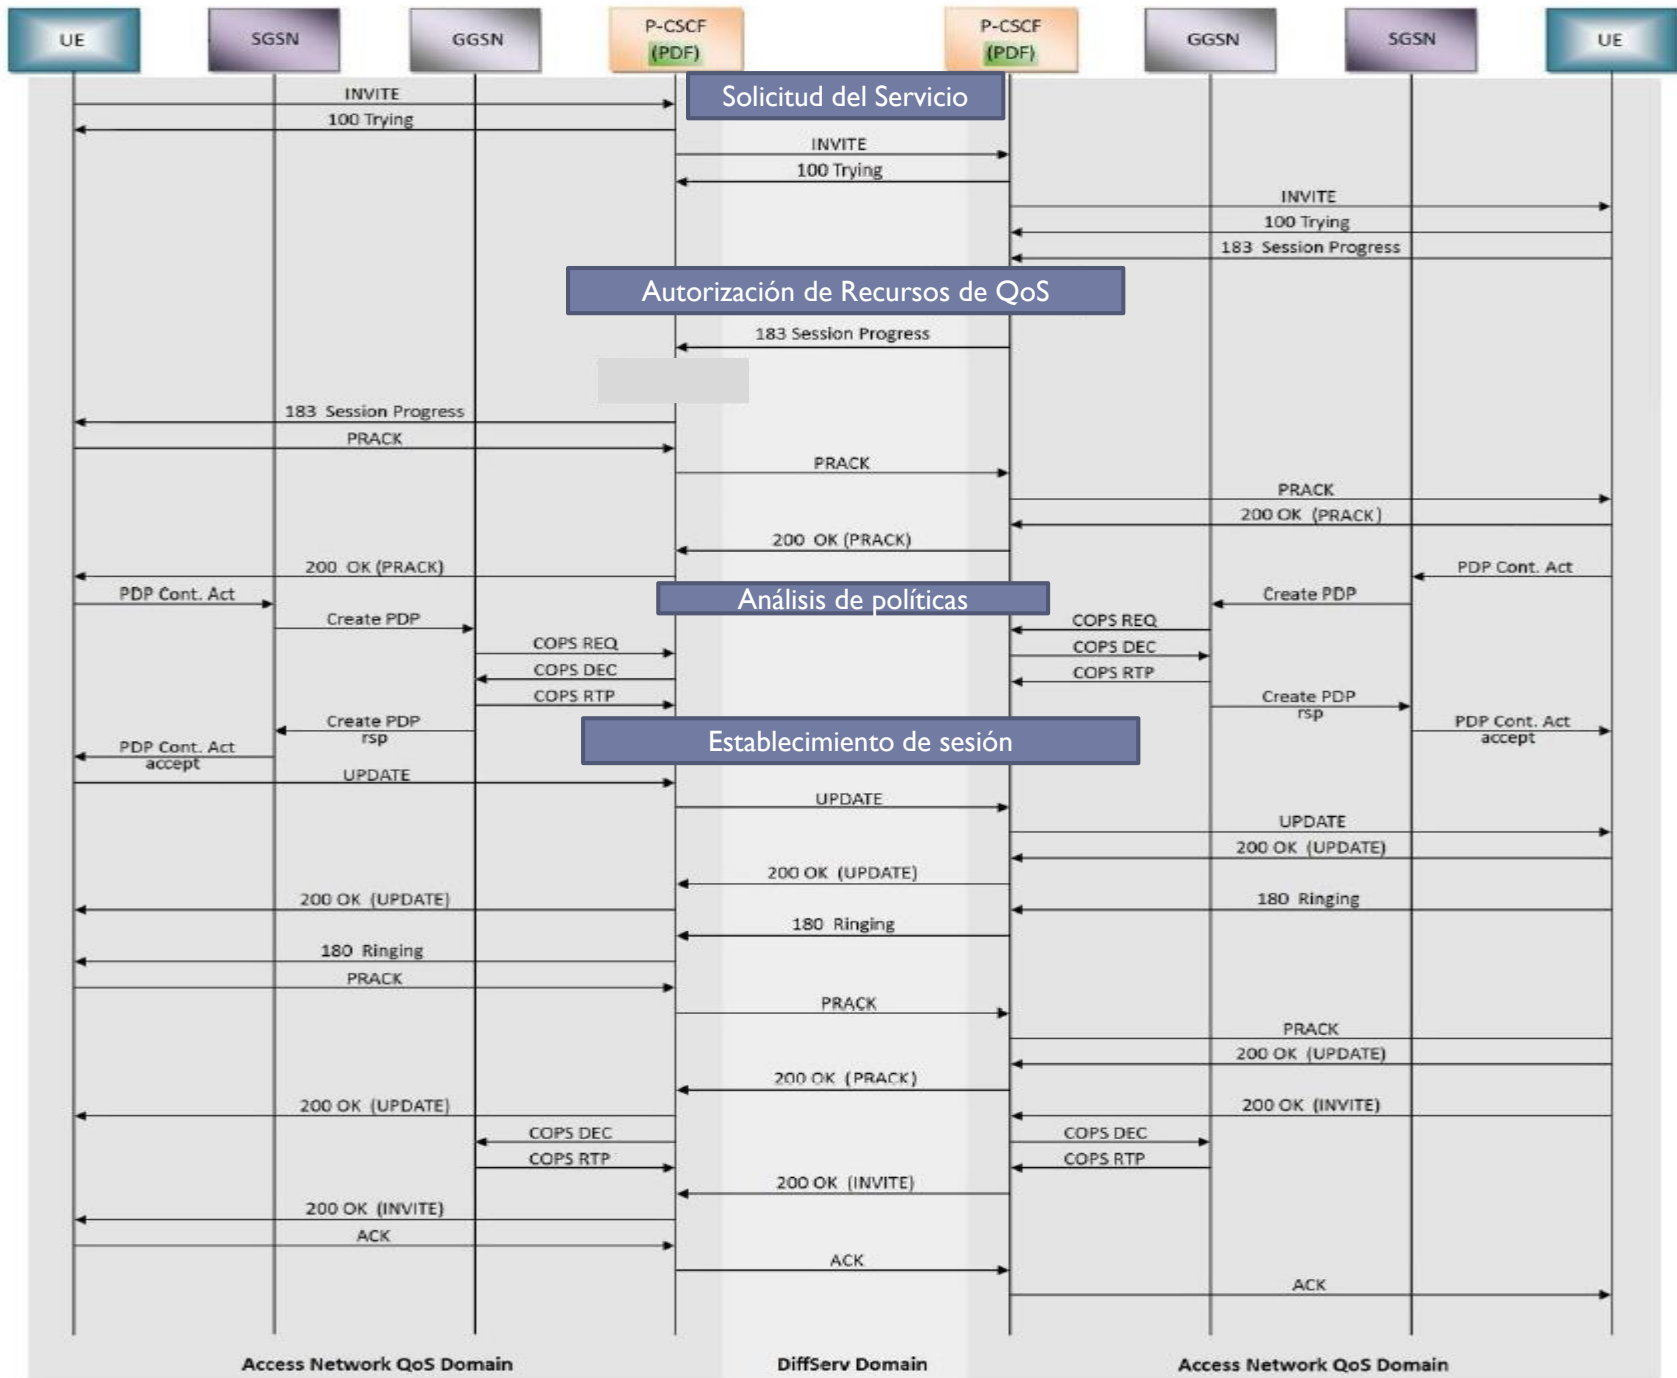 UE
SGSN
GGSN
P-CSCF
(PDF)
P-CSCF
(PDF)
GGSN
SGSN
UE
INVITE
Solicitud del Servicio
100 Trying
INVITE
100 Trying
INVITE
100 Trying
183 Session Progress
Autorización de Recursos de QoS
183 Session Progress
183 Session Progress
PRACK
PRACK
PRACK
200 OK (PRACK)
200 OK (PRACK)
200 OK (PRACK)
PDP Cont. Act
PDP Cont. Act
Análisis de políticas
Create PDP
Create PDP
COPS REQ
COPS REQ
COPS DEC
COPS DEC
COPS RTP
COPS RTP
Create PDP
rsp
Create PDP
rsp
PDP Cont. Act
accept
Establecimiento de sesión
PDP Cont. Act
accept
UPDATE
UPDATE
UPDATE
200 OK (UPDATE)
200 OK (UPDATE)
200 OK (UPDATE)
180 Ringing
180 Ringing
180 Ringing
PRACK
PRACK
PRACK
200 OK (UPDATE)
200 OK (PRACK)
200 OK (UPDATE)
200 OK (INVITE)
COPS DEC
COPS DEC
COPS RTP
COPS RTP
200 OK (INVITE)
200 OK (INVITE)
ACK
ACK
ACK
Access Network QoS Domain
DiffServ Domain
Access Network QoS Domain